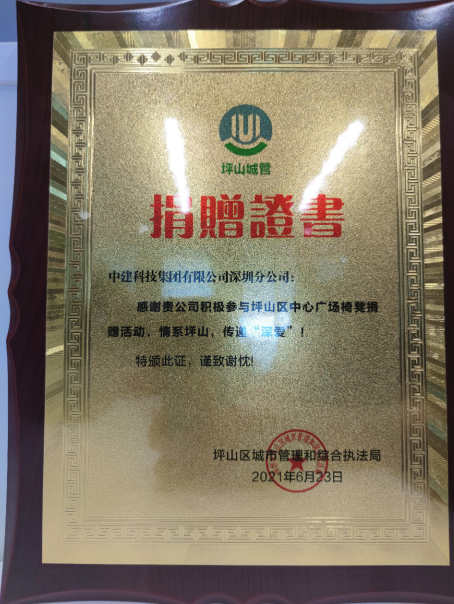 坪山城管
捐贈證書
中建科技集团有限公司深圳分公司：
感谢贵公司积极参与坪山区中心广场椅凳捐
赠活动，情系坪山，传递“深爱”！
特颁此证，谨致谢忱！
坪山区城市管理和综合执法局
2021年6月23日